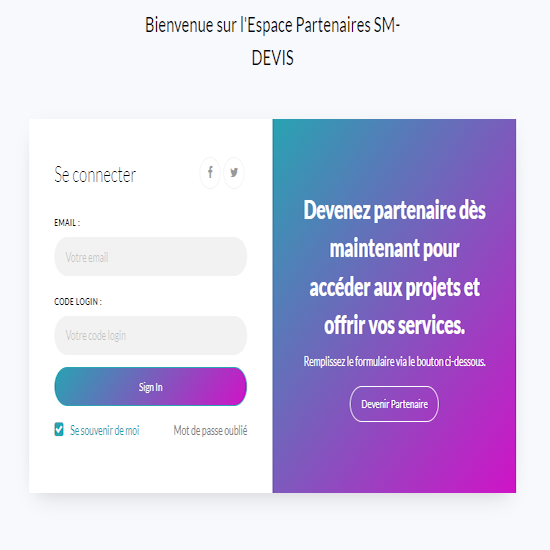 Bienvenue sur l'Espace Partenaires SM-
DEVIS
Se connecter
EMAIL :
Votre email
CODE LOGIN :
Votre code login
Sign In
Se souvenir de moi
Mot de passe oublié
Devenez partenaire dès
maintenant pour
accéder aux projets et
offrir vos services.
Remplissez le formulaire via le bouton ci-dessous.
Devenir Partenaire